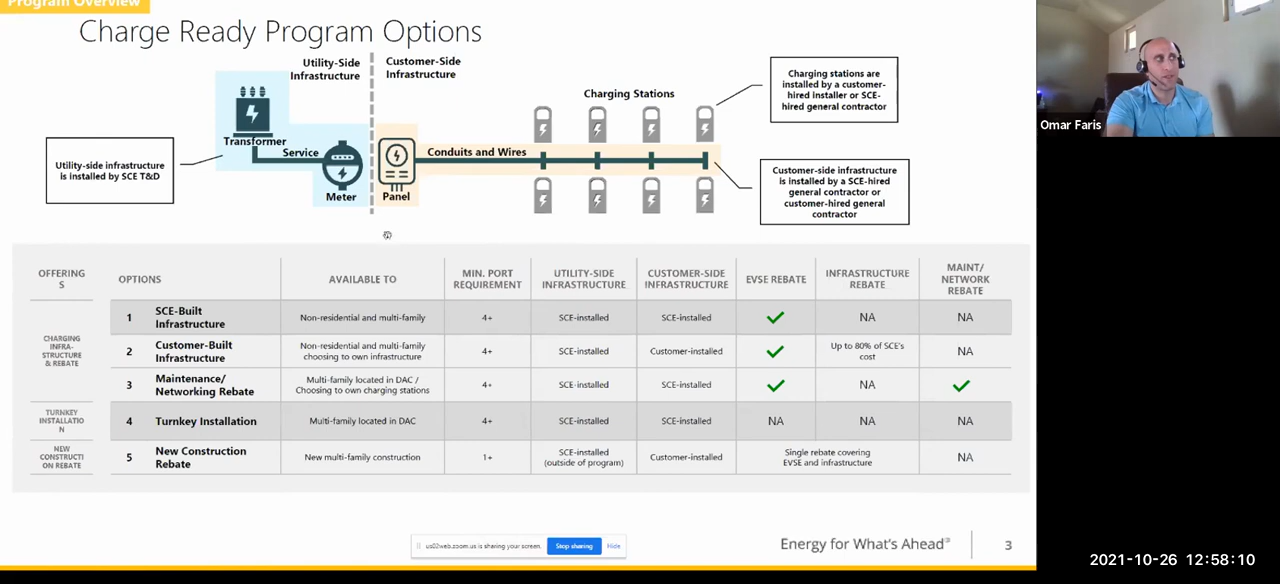 Program Overview
Charge Ready Program Options
Utility-Side
Infrastructure
Customer-Side
Infrastructure
Charging Stations
Charging stations are
installed by a customer-
hired installer or SCE-
hired general contractor
Omar Faris
Transformer
Service
Conduits and Wires
Utility-side infrastructure
is installed by SCE T&D
Meter
Panel
Customer-side infrastructure
is installed by a SCE-hired
general contractor or
customer-hired general
contractor
OFFERING
S
OPTIONS
AVAILABLE TO
MIN. PORT
REQUIREMENT
UTILITY-SIDE
INFRASTRUCTURE
CUSTOMER-SIDE
INFRASTRUCTURE
EVSE REBATE
INFRASTRUCTURE
REBATE
MAINT/
NETWORK
REBATE
CHARGING
INFRA-
STRUCTURE
& REBATE
1
SCE-Built
Infrastructure
Non-residential and multi-family
4+
SCE-installed
SCE-installed
NA
NA
2
Customer-Built
Infrastructure
Non-residential and multi-family
choosing to own infrastructure
4+
SCE-installed
Customer-installed
Up to 80% of SCE's
cost
NA
3
Maintenance/
Networking Rebate
Multi-family located in DAC /
Choosing to own charging stations
4+
SCE-installed
SCE-installed
NA
TURNKEY
INSTALLATIO
N
4
Turnkey Installation
Multi-family located in DAC
4+
SCE-installed
SCE-installed
NA
NA
NA
NEW
CONSTRUCTI
ON REBATE
5
New Construction
Rebate
New multi-family construction
1+
SCE-installed
(outside of program)
Customer-installed
Single rebate covering
EVSE and infrastructure
NA
us02web.zoom.us is sharing your screen.
Stop sharing
Hide
Energy for What's Ahead®
3
2021-10-26 12:58:10